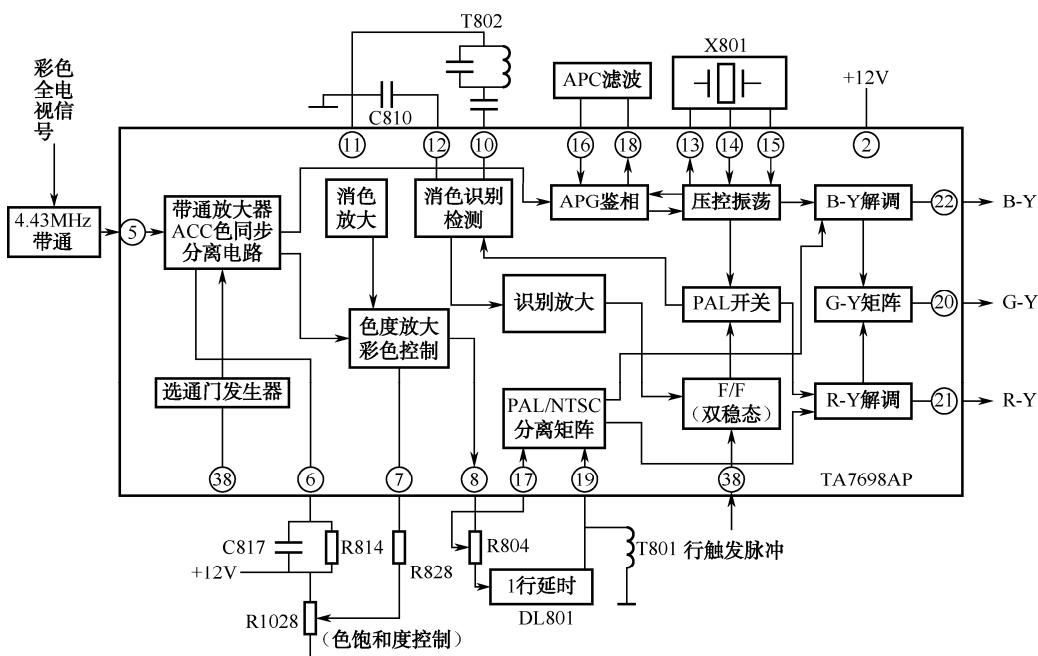 T802
X801
彩色
全电
视信
号
C810
APC滤波
+12V
11
12
10
16
18
13
14
15
2
4.43MHz
带通
5
带通放大器
ACC色同步
分离电路
消色
放大
消色识别
检测
APG鉴相
压控振荡
B-Y解调
22
B-Y
识别放大
PAL开关
G-Y矩阵
20
G-Y
色度放大
彩色控制
选通门发生器
PAL/NTSC
分离矩阵
F/F
(双稳态)
R-Y解调
21
R-Y
38
6
7
8
17
19
38
TA7698AP
C817
R814
R828
R804
T801
行触发脉冲
+12V
1行延时
DL801
R1028
(色饱和度控制)